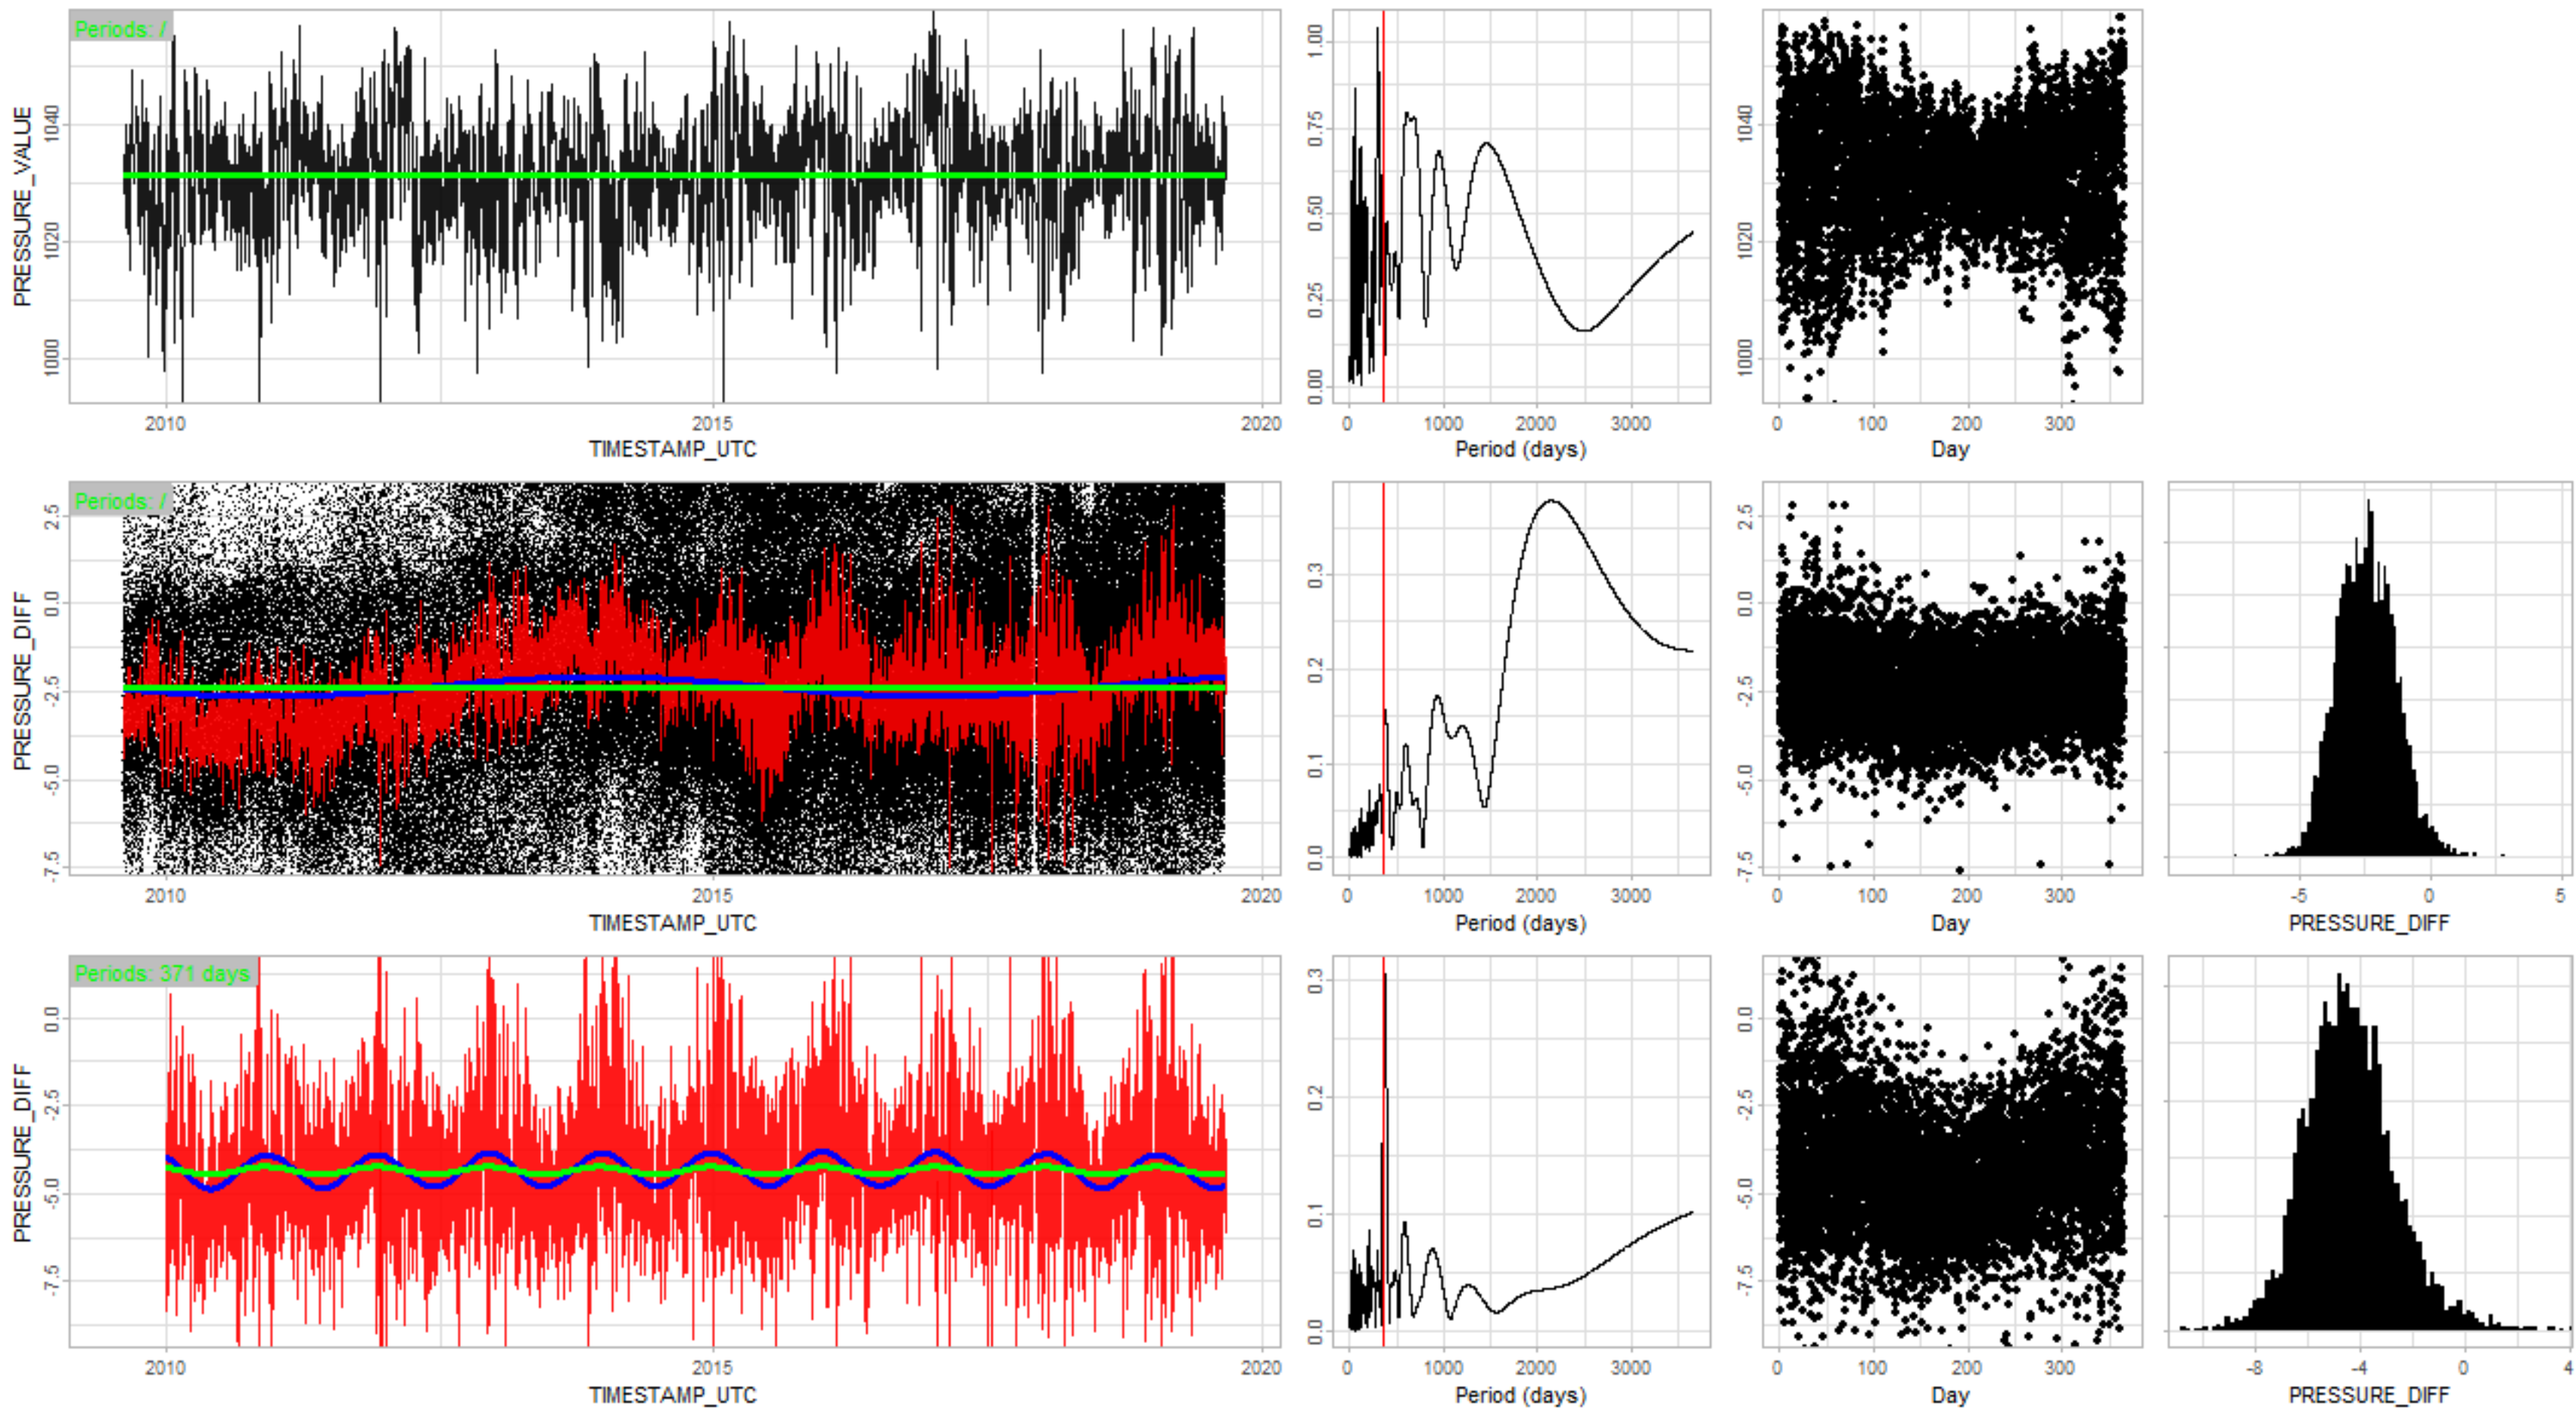 Periods: /
PRESSURE_VALUE
1000 1020 1040
2010 2015 2020
TIMESTAMP_UTC
0.00 0.25 0.50 0.75 1.00
0 1000 2000 3000
Period (days)
1000 1020 1040
0 100 200 300
Day
Periods: /
PRESSURE_DIFF
-7.5 -5.0 -2.5 0.0 2.5
2010 2015 2020
TIMESTAMP_UTC
0.0 0.1 0.2 0.3
0 1000 2000 3000
Period (days)
-7.5 -5.0 -2.5 0.0 2.5
0 100 200 300
Day
-5 0 5
PRESSURE_DIFF
Periods: 371 days
PRESSURE_DIFF
-7.5 -5.0 -2.5 0.0
2010 2015 2020
TIMESTAMP_UTC
0.0 0.1 0.2 0.3
0 1000 2000 3000
Period (days)
-7.5 -5.0 -2.5 0.0
0 100 200 300
Day
-8 -4 0 4
PRESSURE_DIFF